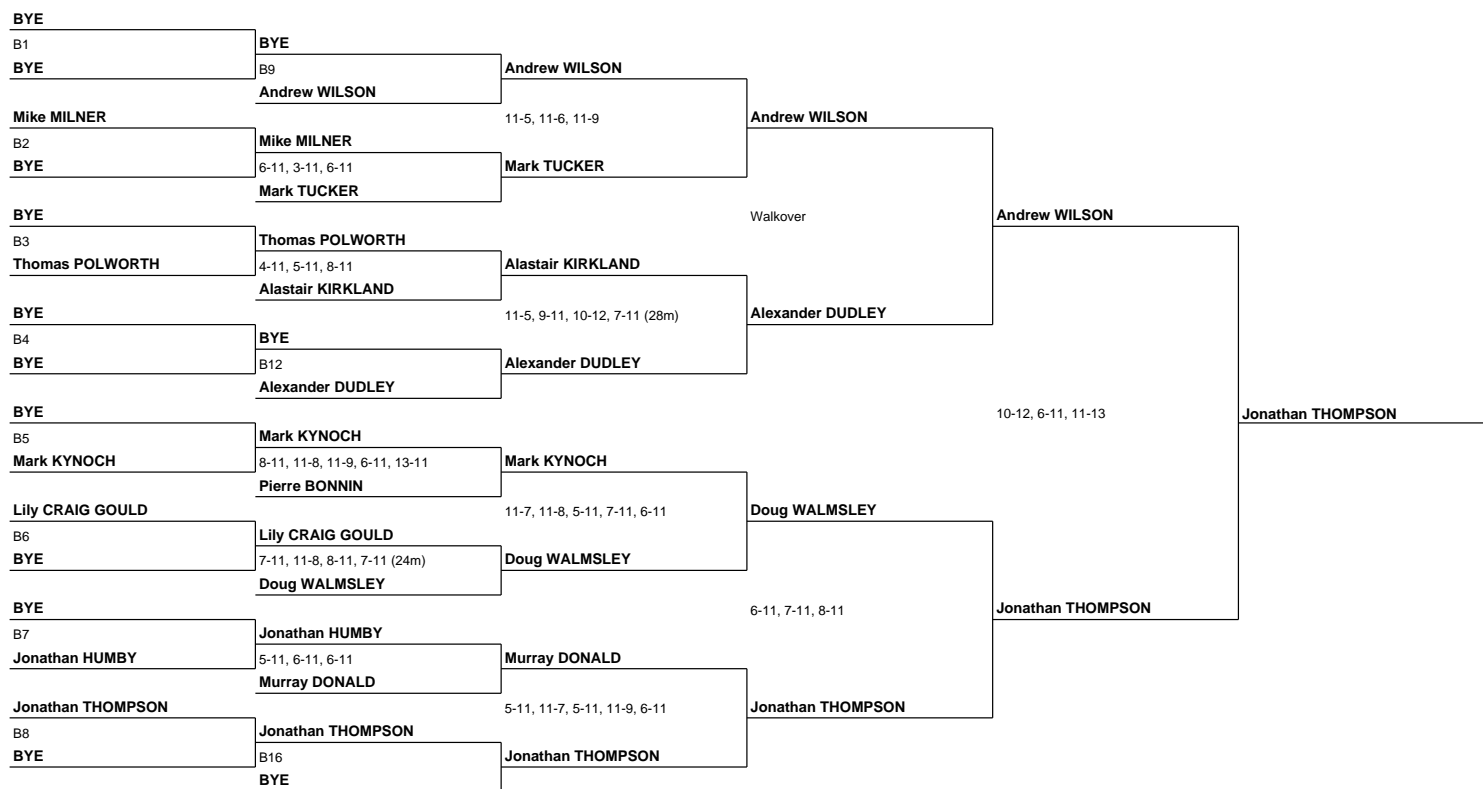 BYE
B1
BYE
BYE
B9
Andrew WILSON
Andrew WILSON
Mike MILNER
B2
BYE
Mike MILNER
6-11, 3-11, 6-11
Mark TUCKER
11-5, 11-6, 11-9
Mark TUCKER
Andrew WILSON
BYE
B3
Thomas POLWORTH
Thomas POLWORTH
4-11, 5-11, 8-11
Alastair KIRKLAND
Alastair KIRKLAND
Walkover
Andrew WILSON
BYE
B4
BYE
BYE
B12
Alexander DUDLEY
11-5, 9-11, 10-12, 7-11 (28m)
Alexander DUDLEY
Alexander DUDLEY
BYE
B5
Mark KYNOCH
Mark KYNOCH
8-11, 11-8, 11-9, 6-11, 13-11
Pierre BONNIN
Mark KYNOCH
10-12, 6-11, 11-13
Jonathan THOMPSON
Lily CRAIG GOULD
B6
BYE
Lily CRAIG GOULD
7-11, 11-8, 8-11, 7-11 (24m)
Doug WALMSLEY
11-7, 11-8, 5-11, 7-11, 6-11
Doug WALMSLEY
Doug WALMSLEY
BYE
B7
Jonathan HUMBY
Jonathan HUMBY
5-11, 6-11, 6-11
Murray DONALD
Murray DONALD
6-11, 7-11, 8-11
Jonathan THOMPSON
Jonathan THOMPSON
B8
BYE
Jonathan THOMPSON
B16
BYE
5-11, 11-7, 5-11, 11-9, 6-11
Jonathan THOMPSON
Jonathan THOMPSON